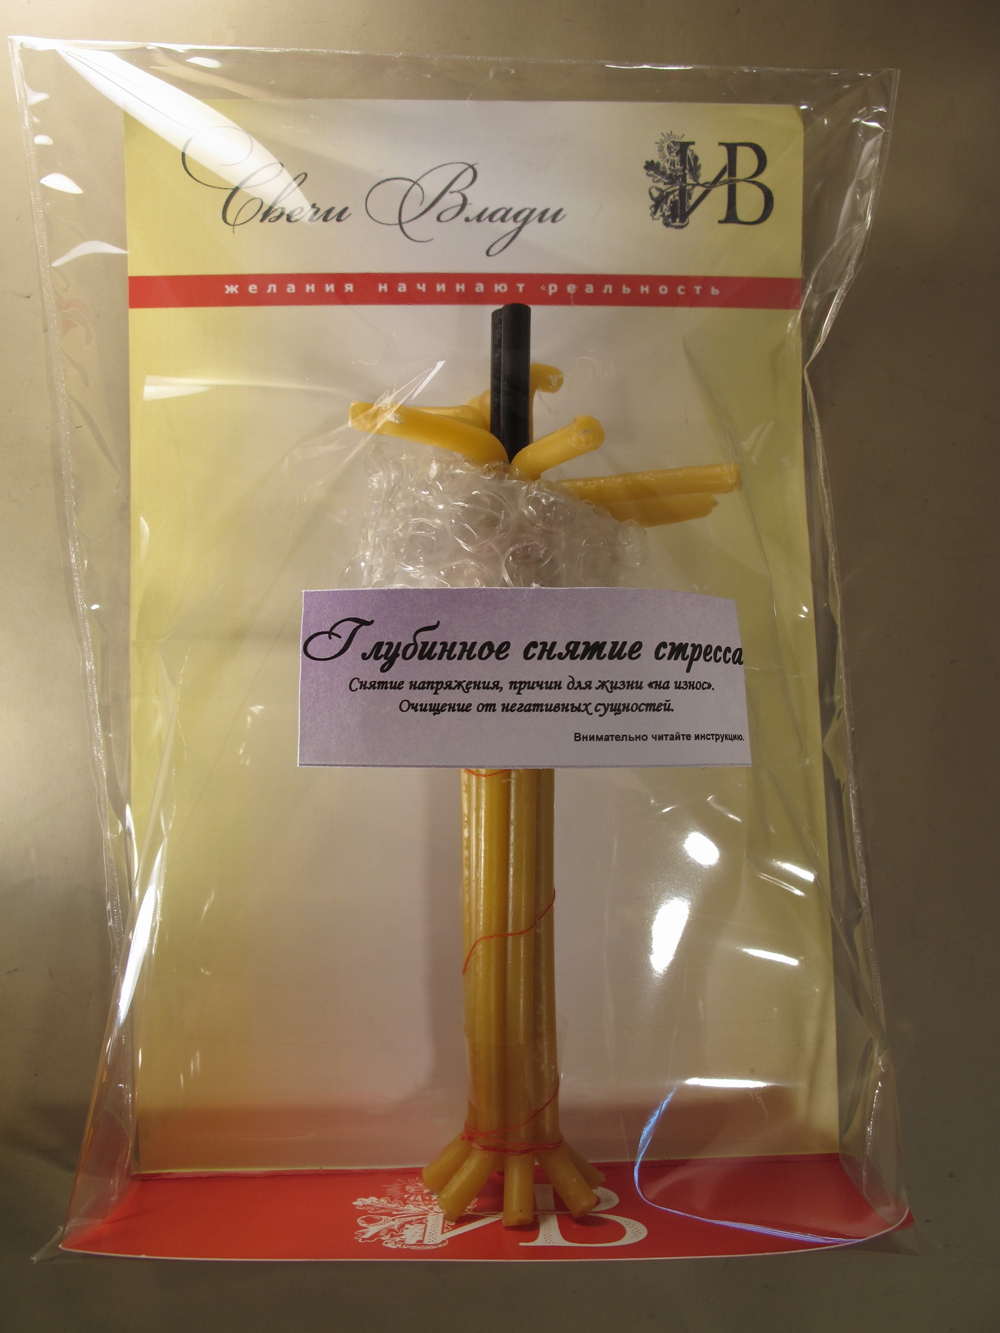 Свечи Влади
ИВ
желания начинают реальность
Глубинное снятие стресса
Снятие напряжения, причин для жизни «на износ».
Очищение от негативных сущностей.
Внимательно читайте инструкцию.
ИВ